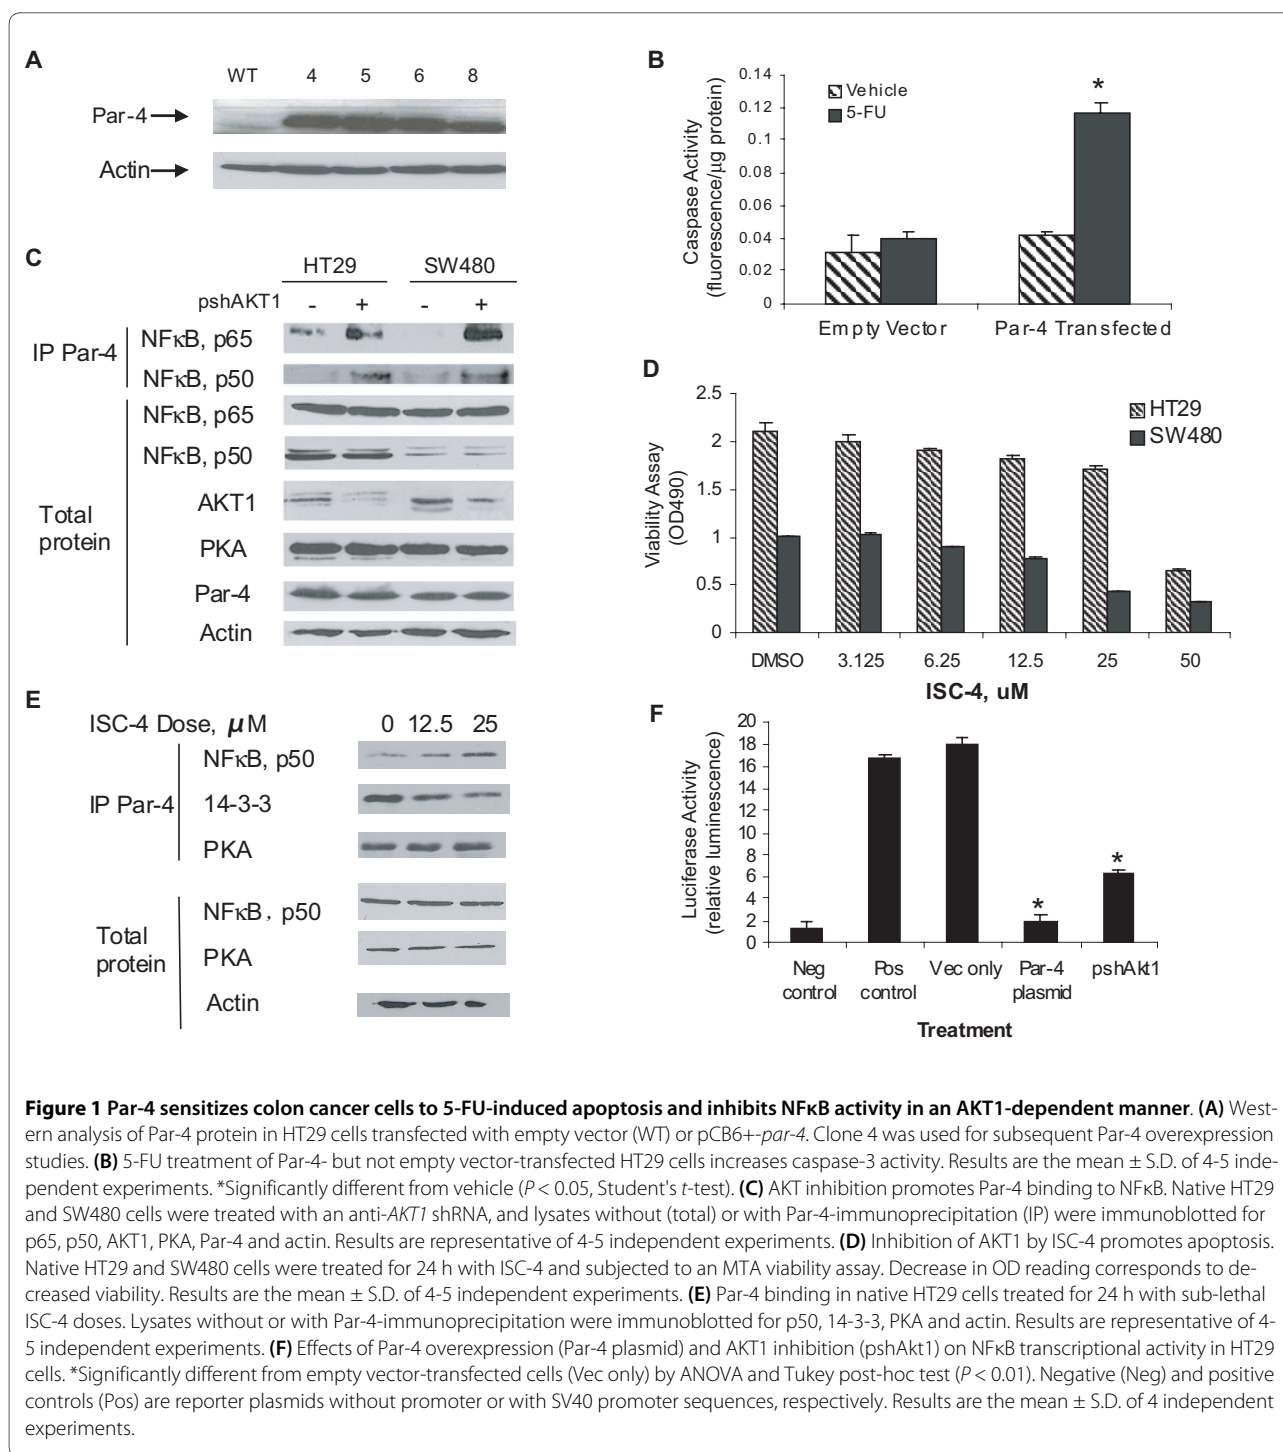 A
WT 4 5 6 8
Par-4
Actin
B
Caspase Activity
(fluorescence/μg protein)
0.14
0.12
0.1
0.08
0.06
0.04
0.02
0
Vehicle
5-FU
*
Empty Vector Par-4 Transfected
C
HT29 SW480
pshAKT1 - + - +
IP Par-4
NFκB, p65
NFκB, p50
Total
protein
NFκB, p65
NFκB, p50
AKT1
PKA
Par-4
Actin
D
Viability Assay
(OD490)
2.5
2
1.5
1
0.5
0
HT29
SW480
DMSO 3.125 6.25 12.5 25 50
ISC-4, uM
E
ISC-4 Dose, μM 0 12.5 25
IP Par-4
NFκB, p50
14-3-3
PKA
Total
protein
NFκB, p50
PKA
Actin
F
Luciferase Activity
(relative luminescence)
20
18
16
14
12
10
8
6
4
2
0
*
*
Neg Pos Vec only Par-4 pshAkt1
control control plasmid
Treatment
Figure 1 Par-4 sensitizes colon cancer cells to 5-FU-induced apoptosis and inhibits NFκB activity in an AKT1-dependent manner. (A) West-
ern analysis of Par-4 protein in HT29 cells transfected with empty vector (WT) or pCB6+-par-4. Clone 4 was used for subsequent Par-4 overexpression
studies. (B) 5-FU treatment of Par-4- but not empty vector-transfected HT29 cells increases caspase-3 activity. Results are the mean ± S.D. of 4-5 inde-
pendent experiments. *Significantly different from vehicle (P < 0.05, Student's t-test). (C) AKT inhibition promotes Par-4 binding to NFκB. Native HT29
and SW480 cells were treated with an anti-AKT1 shRNA, and lysates without (total) or with Par-4-immunoprecipitation (IP) were immunoblotted for
p65, p50, AKT1, PKA, Par-4 and actin. Results are representative of 4-5 independent experiments. (D) Inhibition of AKT1 by ISC-4 promotes apoptosis.
Native HT29 and SW480 cells were treated for 24 h with ISC-4 and subjected to an MTA viability assay. Decrease in OD reading corresponds to de-
creased viability. Results are the mean ± S.D. of 4-5 independent experiments. (E) Par-4 binding in native HT29 cells treated for 24 h with sub-lethal
ISC-4 doses. Lysates without or with Par-4-immunoprecipitation were immunoblotted for p50, 14-3-3, PKA and actin. Results are representative of 4-
5 independent experiments. (F) Effects of Par-4 overexpression (Par-4 plasmid) and AKT1 inhibition (pshAkt1) on NFκB transcriptional activity in HT29
cells. *Significantly different from empty vector-transfected cells (Vec only) by ANOVA and Tukey post-hoc test (P < 0.01). Negative (Neg) and positive
controls (Pos) are reporter plasmids without promoter or with SV40 promoter sequences, respectively. Results are the mean ± S.D. of 4 independent
experiments.